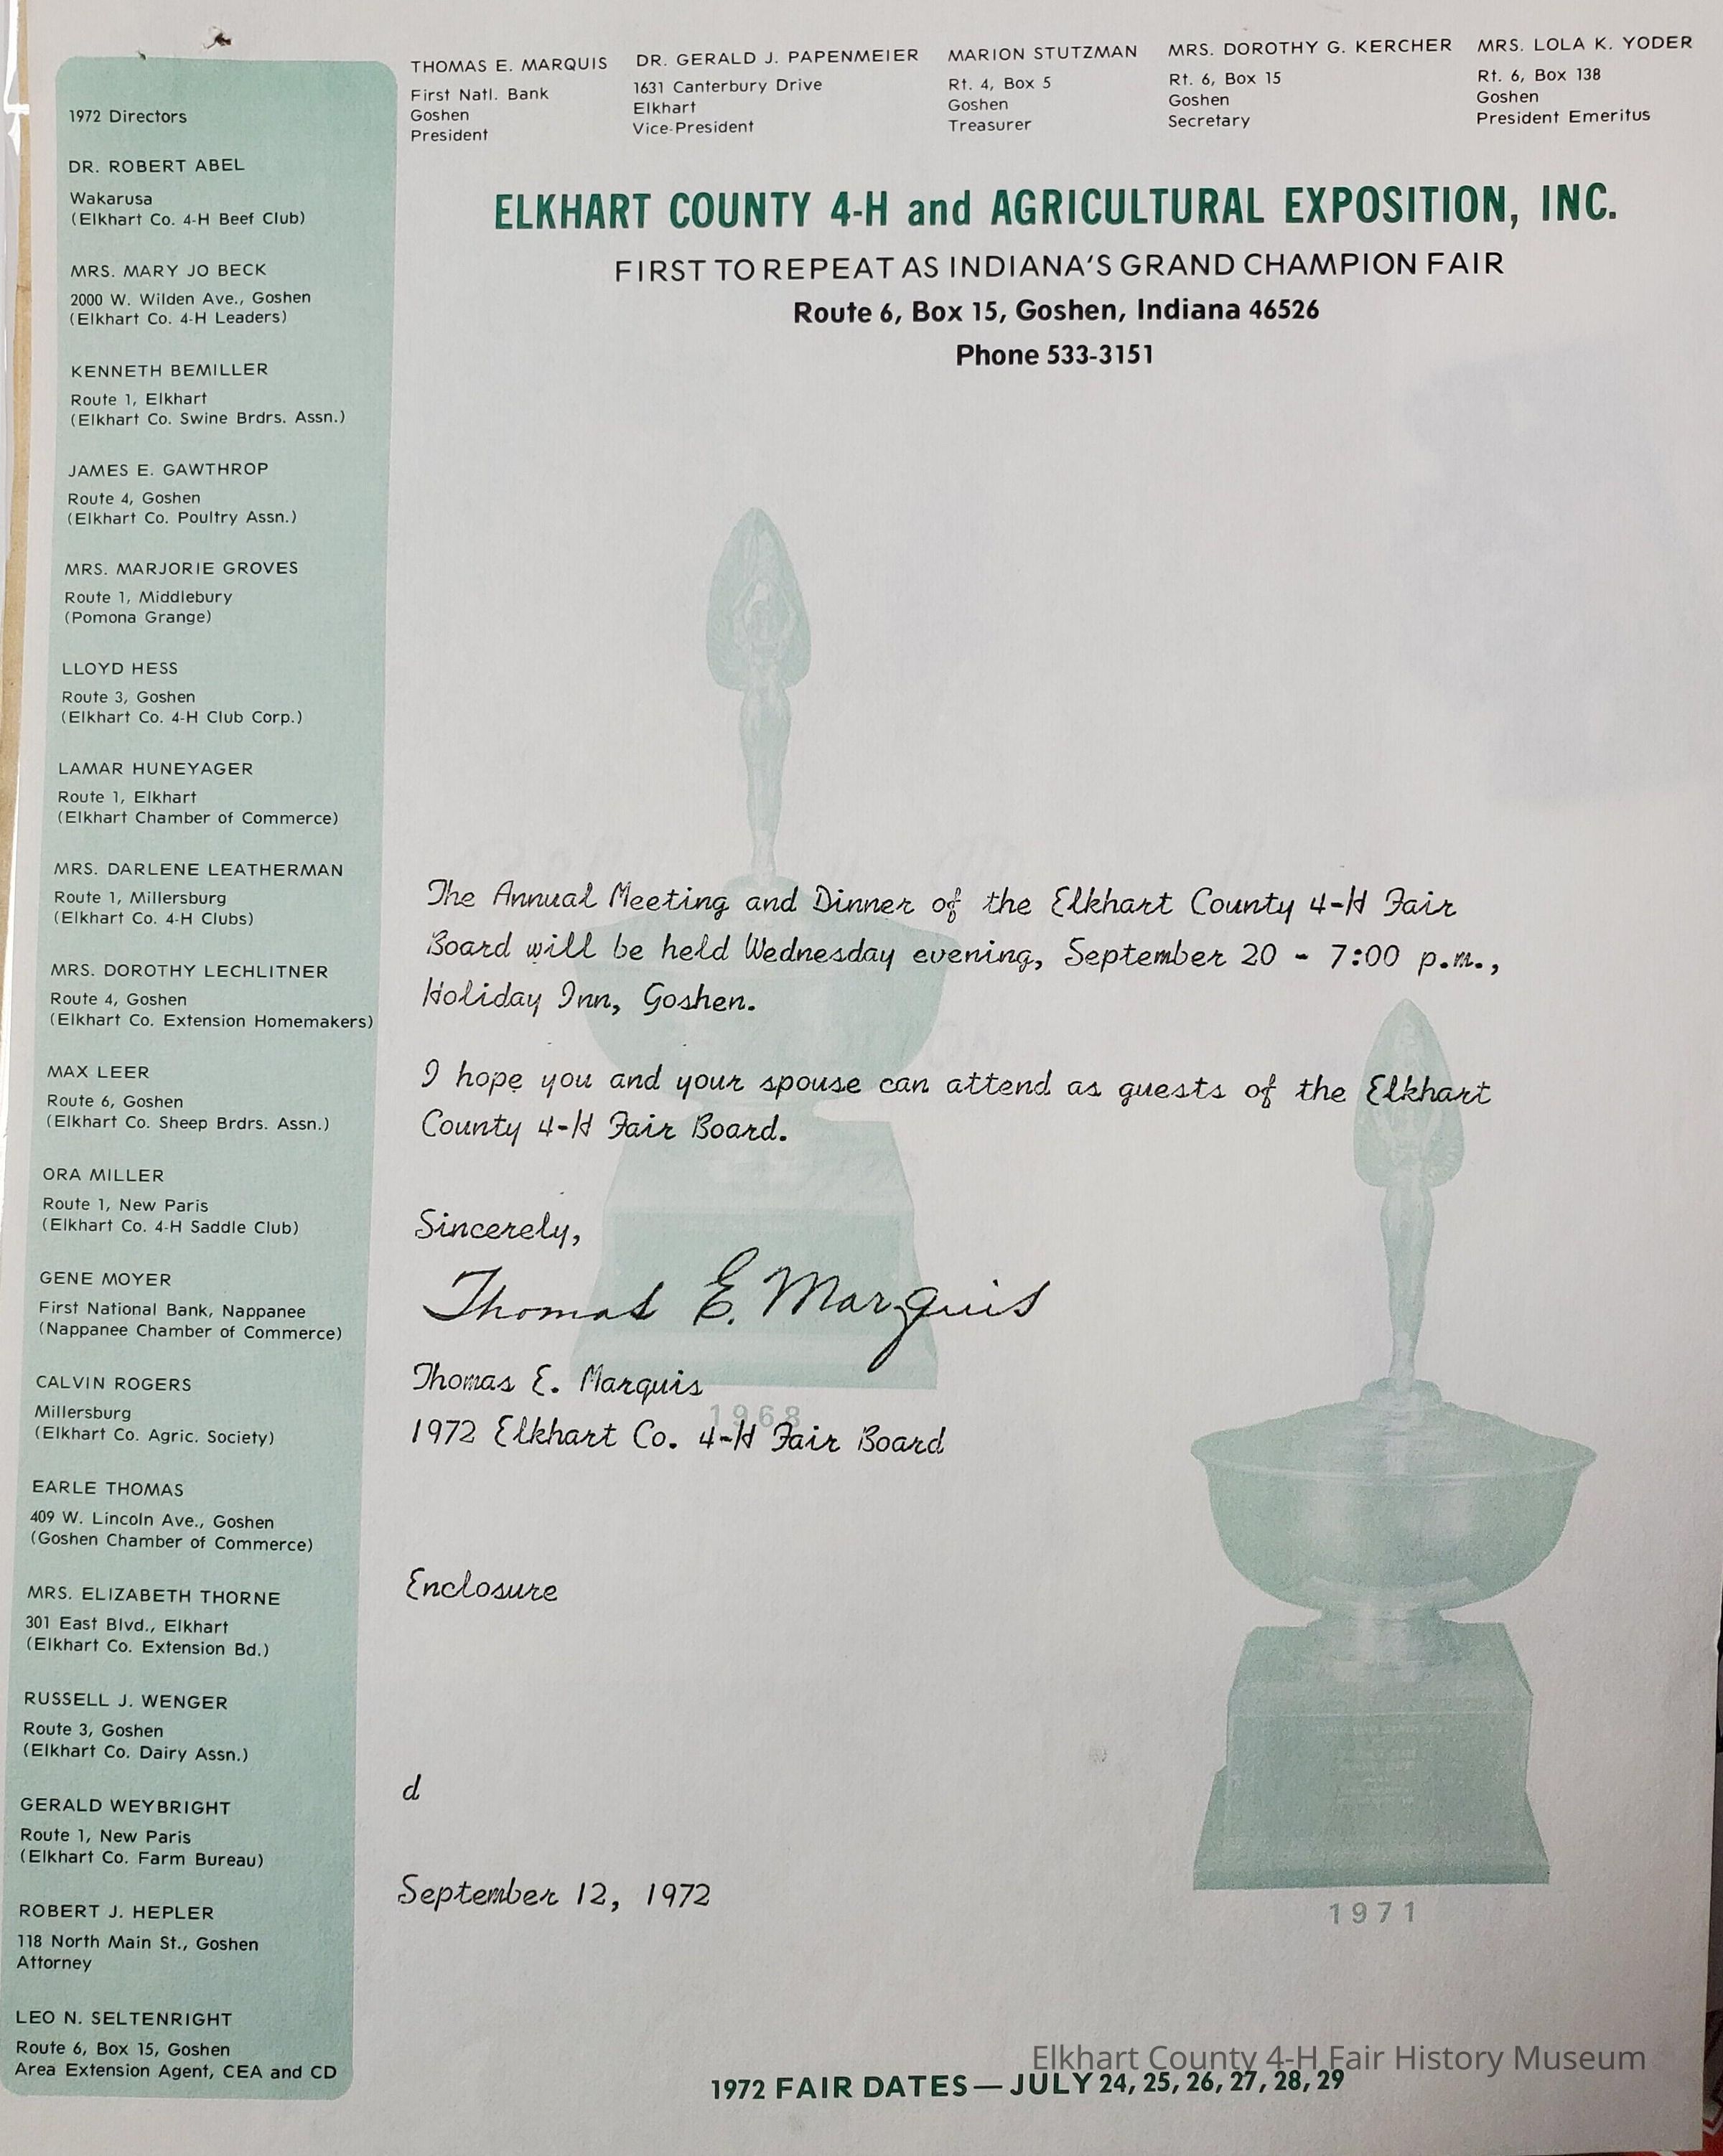 THOMAS E. MARQUIS
First Natl. Bank
Goshen
President
DR. GERALD J. PAPENMEIER
1631 Canterbury Drive
Elkhart
Vice-President
MARION STUTZMAN
Rt. 4, Box 5
Goshen
Treasurer
MRS. DOROTHY G. KERCHER
Rt. 6, Box 15
Goshen
Secretary
MRS. LOLA K. YODER
Rt. 6, Box 138
Goshen
President Emeritus
1972 Directors
DR. ROBERT ABEL
Wakarusa
(Elkhart Co. 4-H Beef Club)
MRS. MARY JO BECK
2000 W. Wilden Ave., Goshen
(Elkhart Co. 4-H Leaders)
KENNETH BEMILLER
Route 1, Elkhart
(Elkhart Co. Swine Brdrs. Assn.)
JAMES E. GAWTHROP
Route 4, Goshen
(Elkhart Co. Poultry Assn.)
MRS. MARJORIE GROVES
Route 1, Middlebury
(Pomona Grange)
LLOYD HESS
Route 3, Goshen
(Elkhart Co. 4-H Club Corp.)
LAMAR HUNEYAGER
Route 1, Elkhart
(Elkhart Chamber of Commerce)
MRS. DARLENE LEATHERMAN
Route 1, Millersburg
(Elkhart Co. 4-H Clubs)
MRS. DOROTHY LECHLITNER
Route 4, Goshen
(Elkhart Co. Extension Homemakers)
MAX LEER
Route 6, Goshen
(Elkhart Co. Sheep Brdrs. Assn.)
ORA MILLER
Route 1, New Paris
(Elkhart Co. 4-H Saddle Club)
GENE MOYER
First National Bank, Nappanee
(Nappanee Chamber of Commerce)
CALVIN ROGERS
Millersburg
(Elkhart Co. Agric. Society)
EARLE THOMAS
409 W. Lincoln Ave., Goshen
(Goshen Chamber of Commerce)
MRS. ELIZABETH THORNE
301 East Blvd., Elkhart
(Elkhart Co. Extension Bd.)
RUSSELL J. WENGER
Route 3, Goshen
(Elkhart Co. Dairy Assn.)
GERALD WEYBRIGHT
Route 1, New Paris
(Elkhart Co. Farm Bureau)
ROBERT J. HEPLER
118 North Main St., Goshen
Attorney
LEO N. SELTENRIGHT
Route 6, Box 15, Goshen
Area Extension Agent, CEA and CD
ELKHART COUNTY 4-H and AGRICULTURAL EXPOSITION, INC.
FIRST TO REPEAT AS INDIANA'S GRAND CHAMPION FAIR
Route 6, Box 15, Goshen, Indiana 46526
Phone 533-3151
The Annual Meeting and Dinner of the Elkhart County 4-H Fair
Board will be held Wednesday evening, September 20 - 7:00 p.m.,
Holiday Inn, Goshen.
I hope you and your spouse can attend as guests of the Elkhart
County 4-H Fair Board.
Sincerely,
Thomas E. Marquis
Thomas E. Marquis
1968
1972 Elkhart Co. 4-H Fair Board
Enclosure
d
September 12, 1972
1971
Elkhart County 4-H Fair History Museum
1972 FAIR DATES — JULY 24, 25, 26, 27, 28, 29